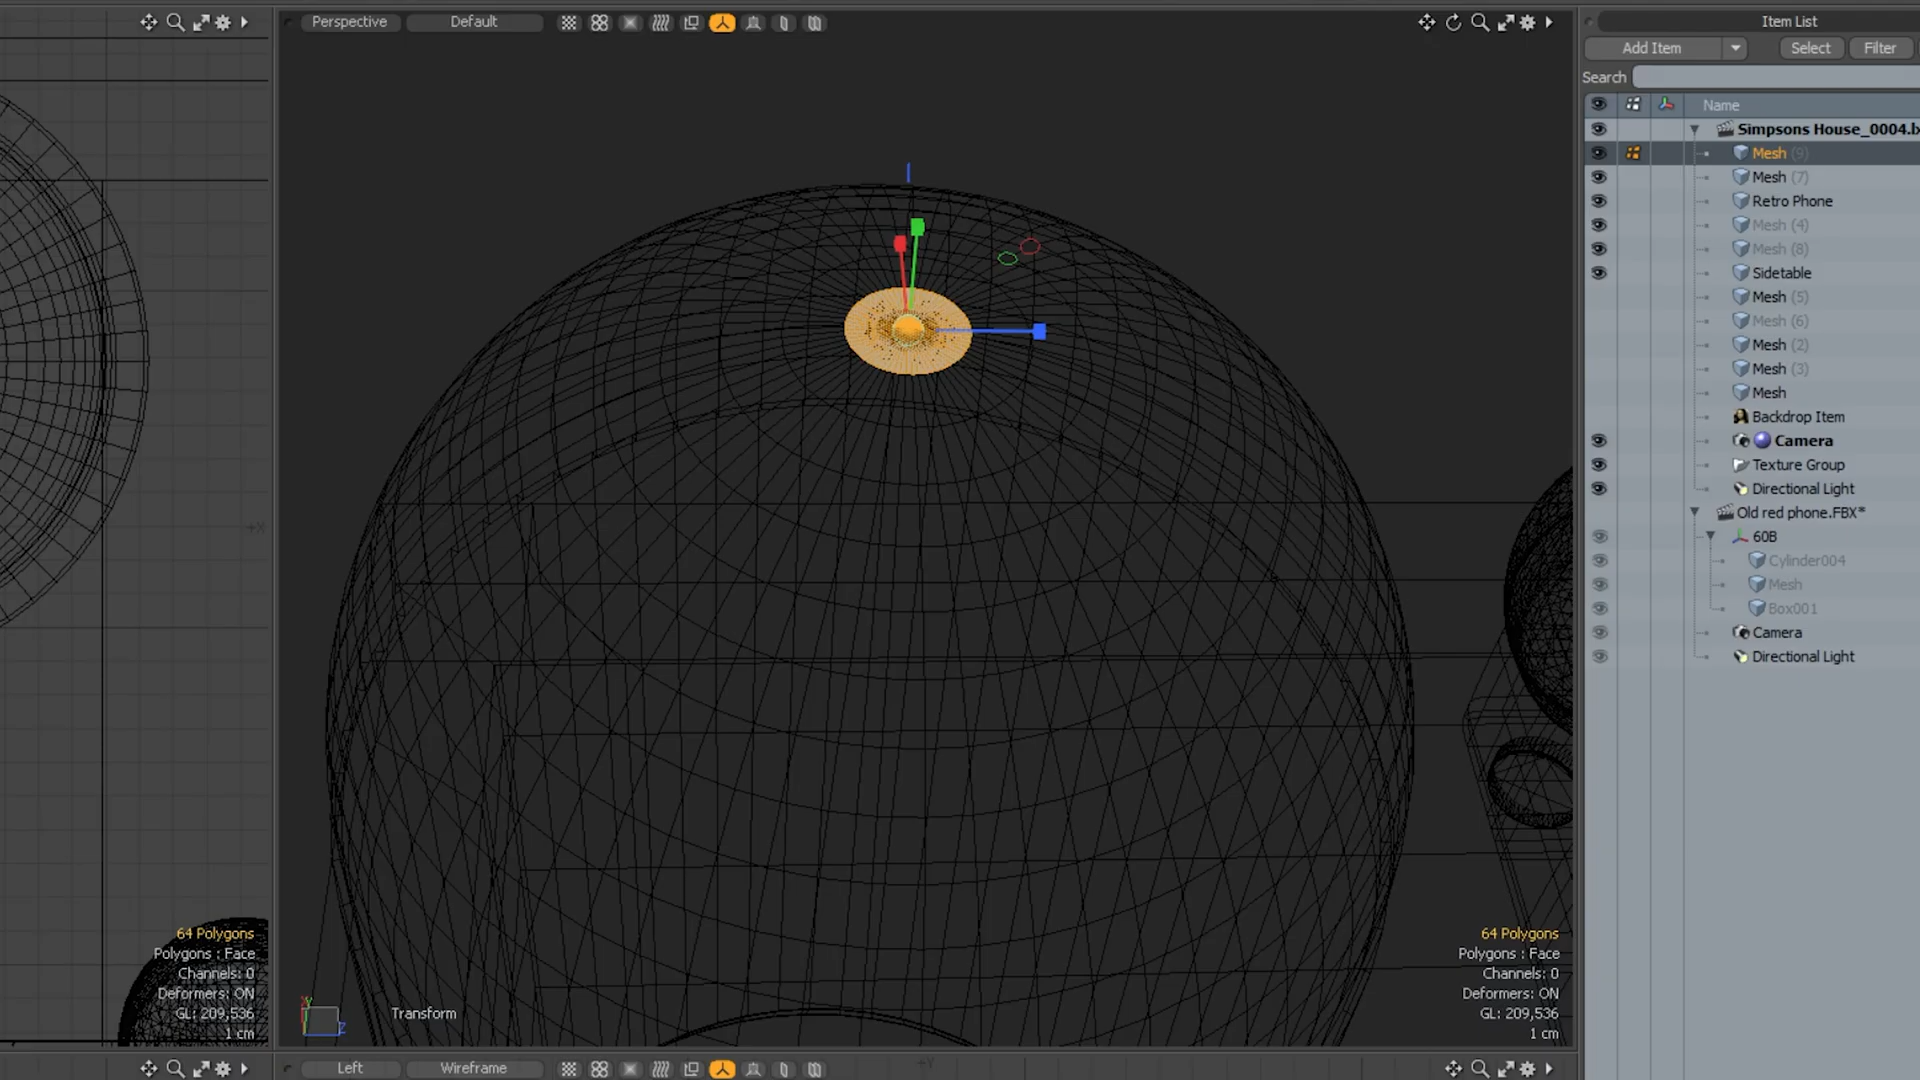 Perspective Default
Item List
Add Item Select Filter
Search
Name
Simpsons House_0004.lx
Mesh (9)
Mesh (7)
Retro Phone
Mesh (4)
Mesh (8)
Sidetable
Mesh (5)
Mesh (6)
Mesh (2)
Mesh (3)
Mesh
Backdrop Item
Camera
Texture Group
Directional Light
Old red phone.FBX*
60B
Cylinder004
Mesh
Box001
Camera
Directional Light
+X
64 Polygons
Polygons : Face
Channels: 0
Deformers: ON
GL: 209,536
1 cm
Y
Z
Transform
64 Polygons
Polygons : Face
Channels: 0
Deformers: ON
GL: 209,536
1 cm
Left Wireframe
+Y